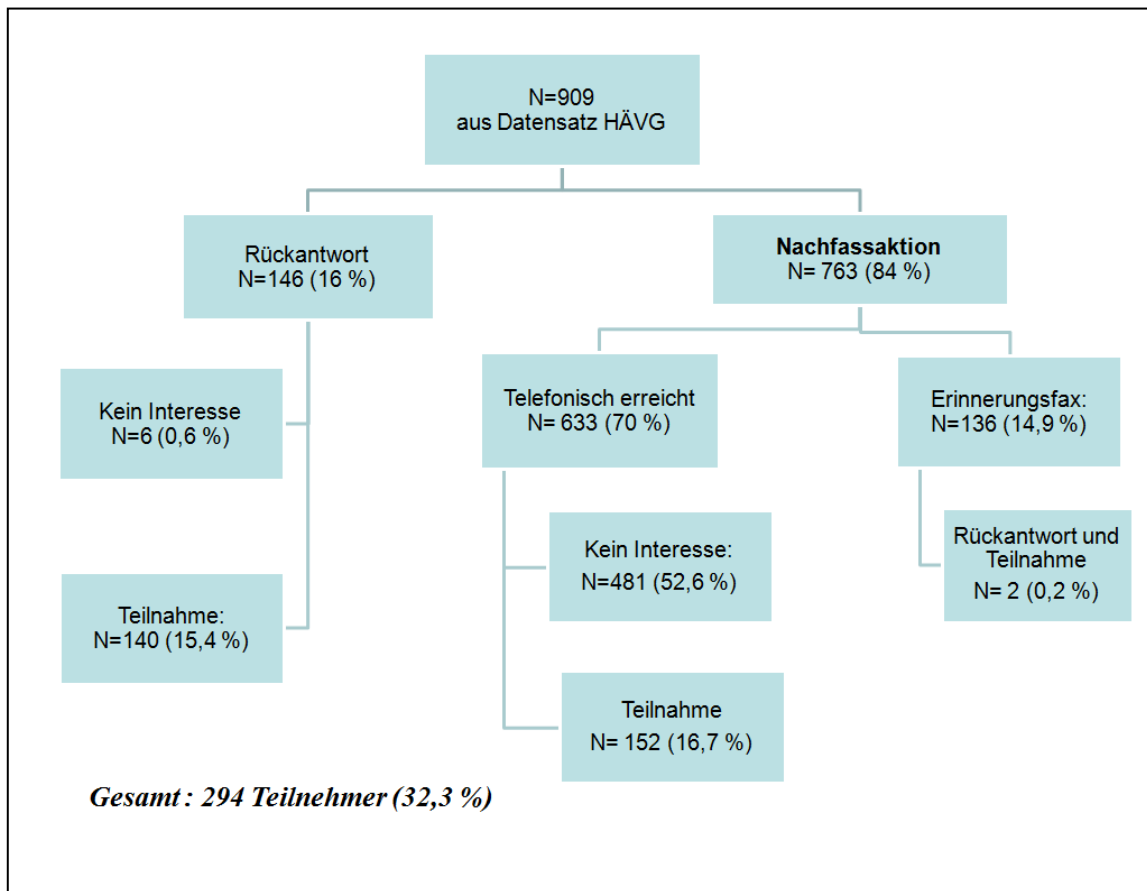 N=909
aus Datensatz HÄVG
Rückantwort
N=146 (16 %)
Nachfassaktion
N= 763 (84 %)
Kein Interesse
N=6 (0,6 %)
Teilnahme:
N=140 (15,4 %)
Telefonisch erreicht
N= 633 (70 %)
Kein Interesse:
N=481 (52,6 %)
Teilnahme
N= 152 (16,7 %)
Erinnerungsfax:
N=136 (14,9 %)
Rückantwort und
Teilnahme
N= 2 (0,2 %)
Gesamt : 294 Teilnehmer (32,3 %)